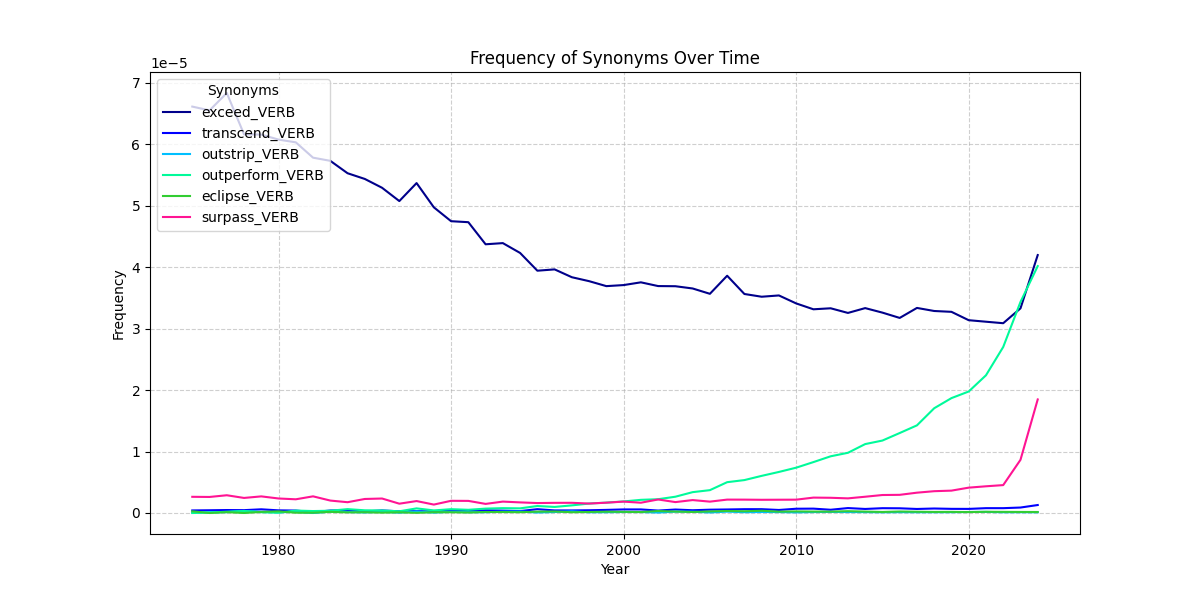 Frequency of Synonyms Over Time
1e−5
Synonyms
exceed_VERB
transcend_VERB
outstrip_VERB
outperform_VERB
eclipse_VERB
surpass_VERB
7
6
5
4
3
2
1
0
Frequency
1980 1990 2000 2010 2020
Year